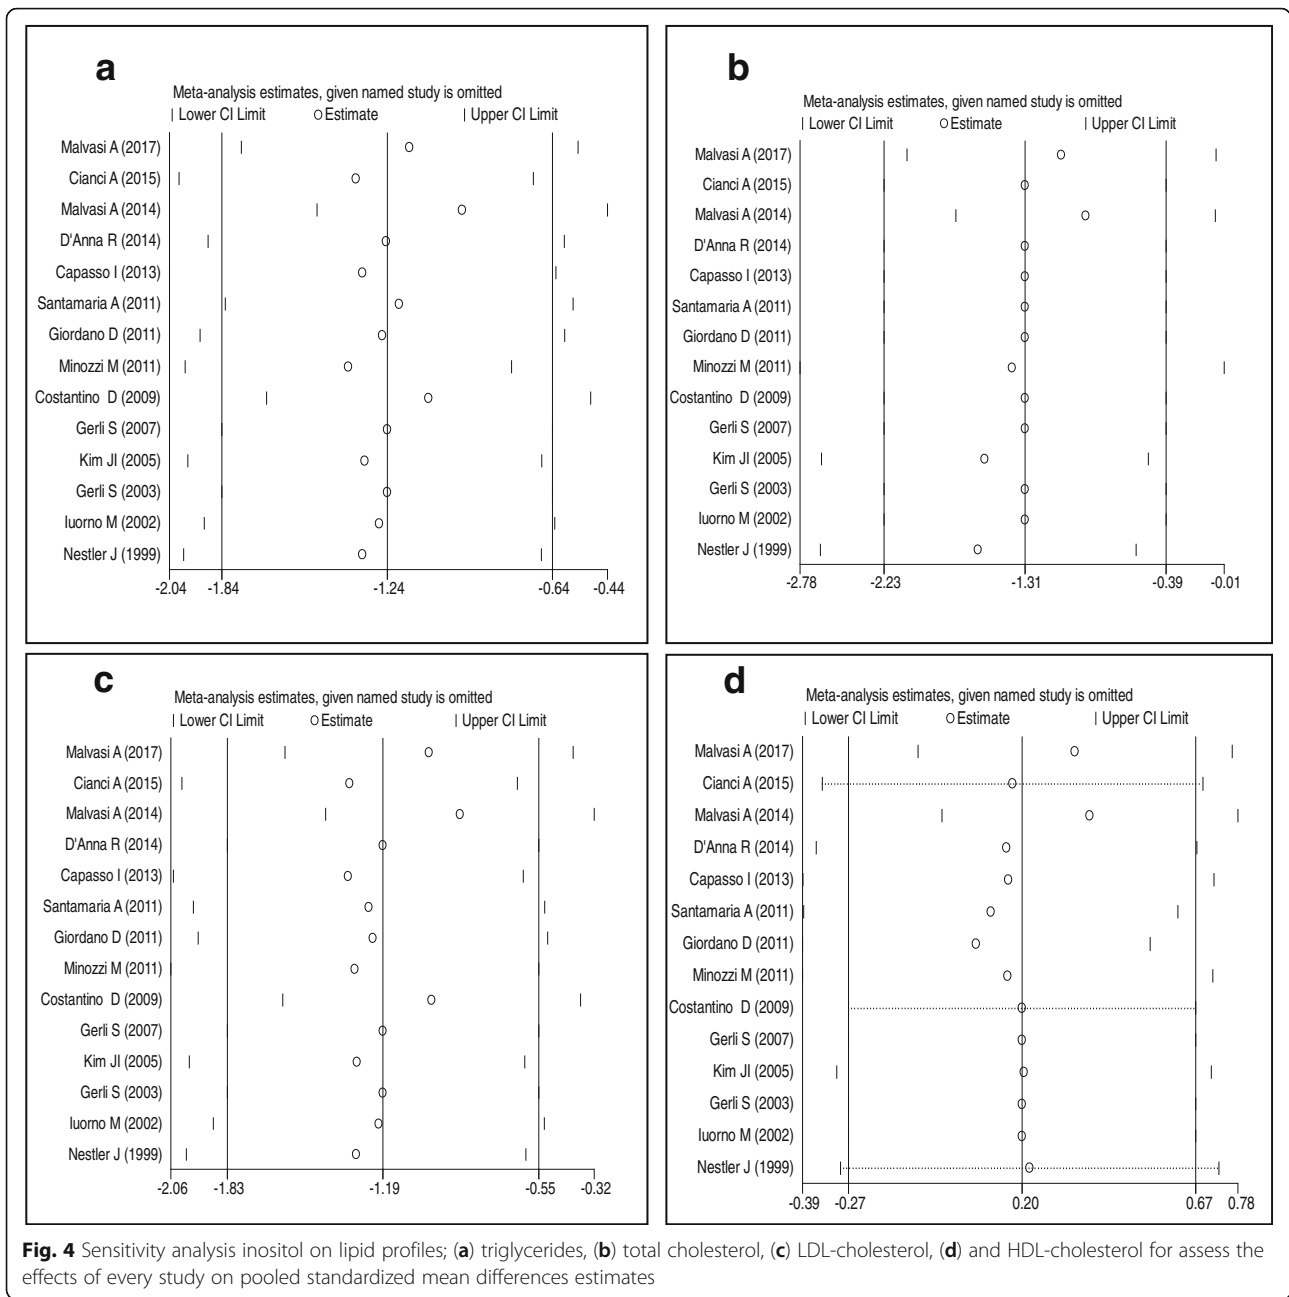 a
Meta-analysis estimates, given named study is omitted
| Lower CI Limit ○ Estimate | Upper CI Limit
Malvasi A (2017)
Cianci A (2015)
Malvasi A (2014)
D'Anna R (2014)
Capasso I (2013)
Santamaria A (2011)
Giordano D (2011)
Minozzi M (2011)
Costantino D (2009)
Gerli S (2007)
Kim JI (2005)
Gerli S (2003)
Iuorno M (2002)
Nestler J (1999)
-2.04 -1.84 -1.24 -0.64 -0.44
b
Meta-analysis estimates, given named study is omitted
| Lower CI Limit ○ Estimate | Upper CI Limit
Malvasi A (2017)
Cianci A (2015)
Malvasi A (2014)
D'Anna R (2014)
Capasso I (2013)
Santamaria A (2011)
Giordano D (2011)
Minozzi M (2011)
Costantino D (2009)
Gerli S (2007)
Kim JI (2005)
Gerli S (2003)
Iuorno M (2002)
Nestler J (1999)
-2.78 -2.23 -1.31 -0.39 -0.01
c
Meta-analysis estimates, given named study is omitted
| Lower CI Limit ○ Estimate | Upper CI Limit
Malvasi A (2017)
Cianci A (2015)
Malvasi A (2014)
D'Anna R (2014)
Capasso I (2013)
Santamaria A (2011)
Giordano D (2011)
Minozzi M (2011)
Costantino D (2009)
Gerli S (2007)
Kim JI (2005)
Gerli S (2003)
Iuorno M (2002)
Nestler J (1999)
-2.06 -1.83 -1.19 -0.55 -0.32
d
Meta-analysis estimates, given named study is omitted
| Lower CI Limit ○ Estimate | Upper CI Limit
Malvasi A (2017)
Cianci A (2015)
Malvasi A (2014)
D'Anna R (2014)
Capasso I (2013)
Santamaria A (2011)
Giordano D (2011)
Minozzi M (2011)
Costantino D (2009)
Gerli S (2007)
Kim JI (2005)
Gerli S (2003)
Iuorno M (2002)
Nestler J (1999)
-0.39 -0.27 0.20 0.67 0.78
Fig. 4 Sensitivity analysis inositol on lipid profiles; (a) triglycerides, (b) total cholesterol, (c) LDL-cholesterol, (d) and HDL-cholesterol for assess the
effects of every study on pooled standardized mean differences estimates